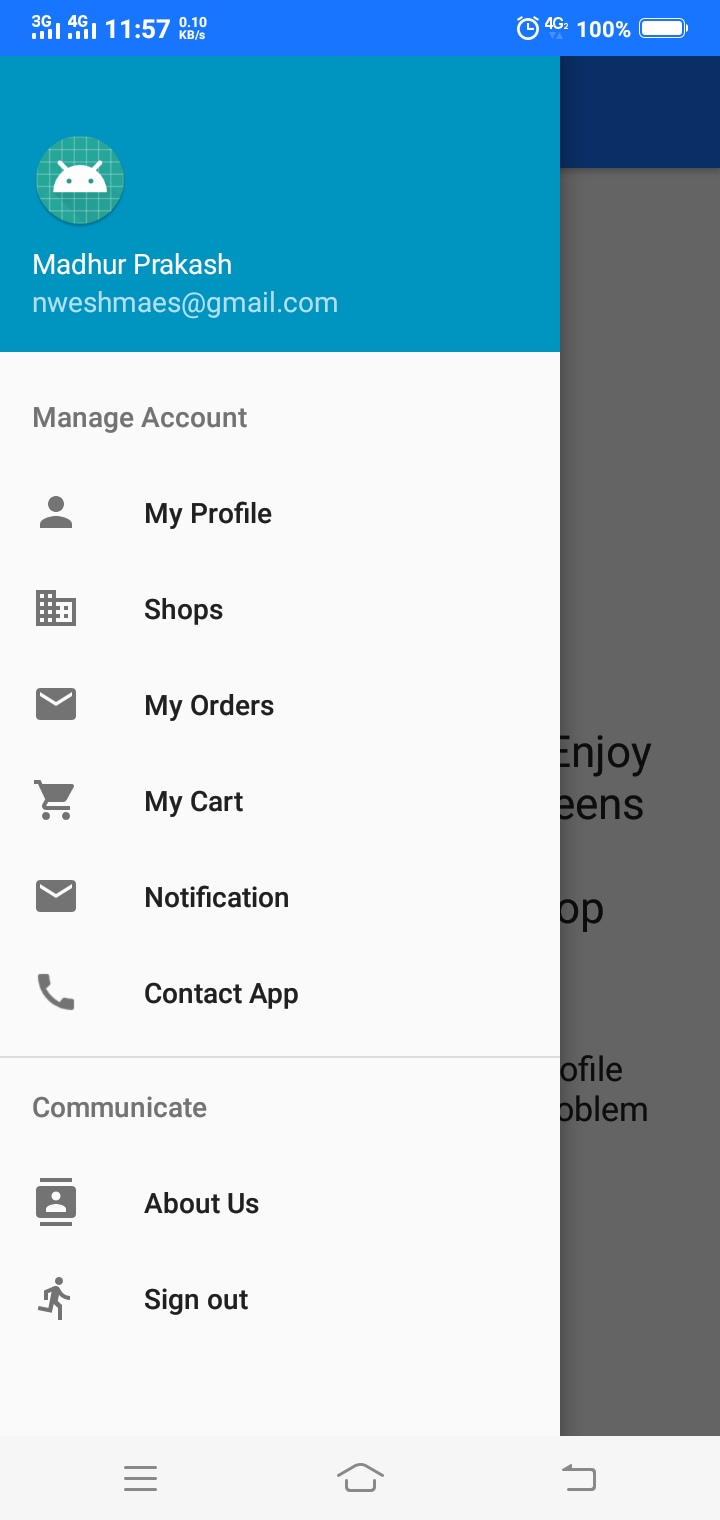 3G 4G 11:57 0.10 KB/s 4G2 100%
Madhur Prakash
nweshmaes@gmail.com
Manage Account
My Profile
Shops
My Orders
Enjoy
eens
My Cart
Notification
op
Contact App
ofile
oblem
Communicate
About Us
Sign out